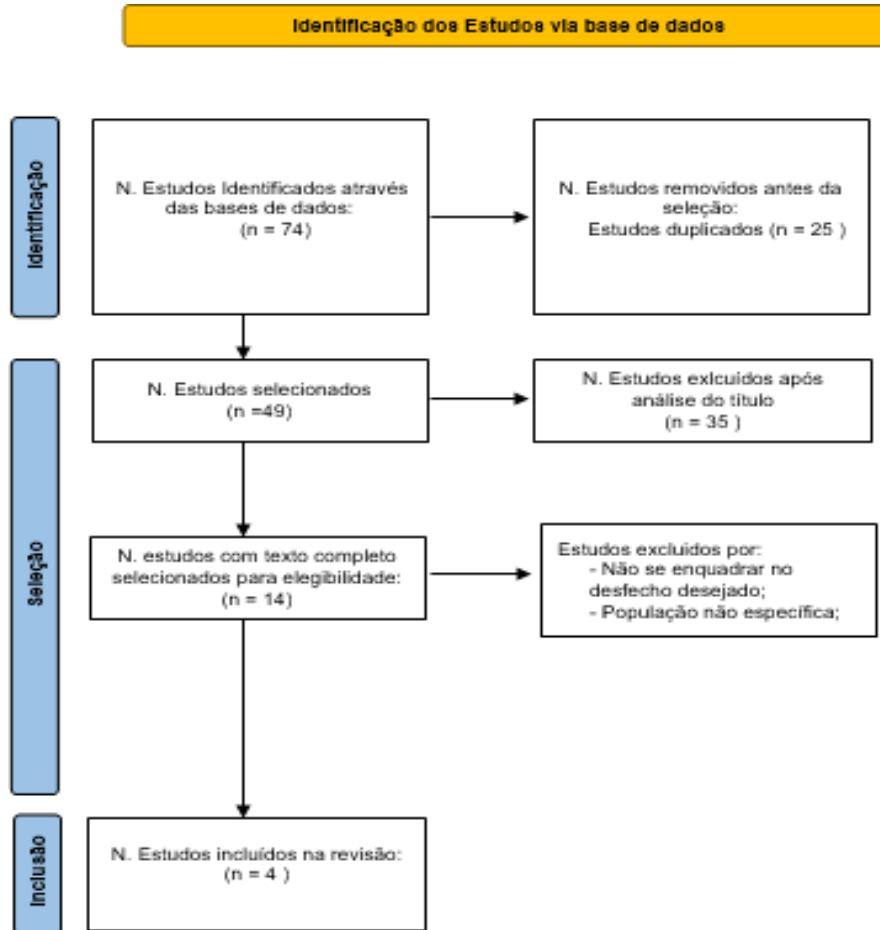 Identificação dos Estudos via base de dados
Identificação
N. Estudos Identificados através
das bases de dados:
(n = 74)
N. Estudos removidos antes da
seleção:
Estudos duplicados (n = 25 )
Seleção
N. Estudos selecionados
(n =49)
N. Estudos exlcuídos após
análise do título
(n = 35 )
N. estudos com texto completo
selecionados para elegibilidade:
(n = 14)
Estudos excluídos por:
- Não se enquadrar no
desfecho desejado;
- População não específica;
Inclusão
N. Estudos incluídos na revisão:
(n = 4 )